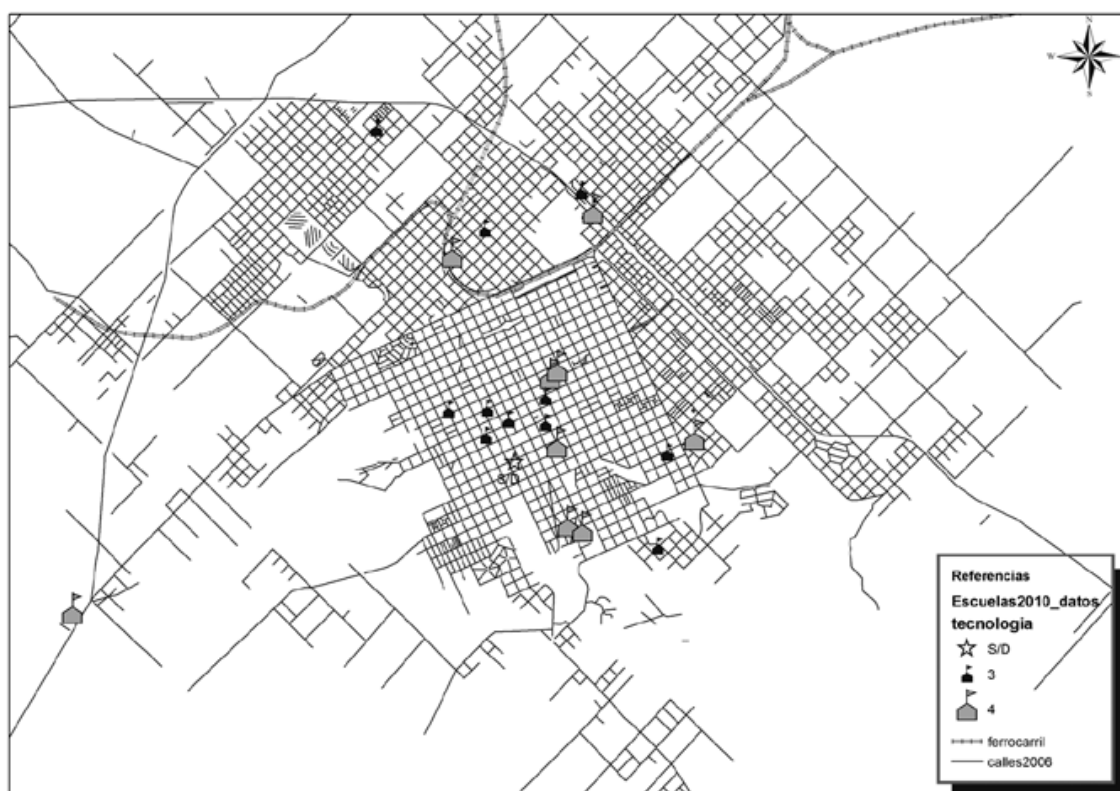 N
W
S
S/D
Referencias
Escuelas2010_datos
tecnologia
S/D
3
4
ferrocarril
calles2006